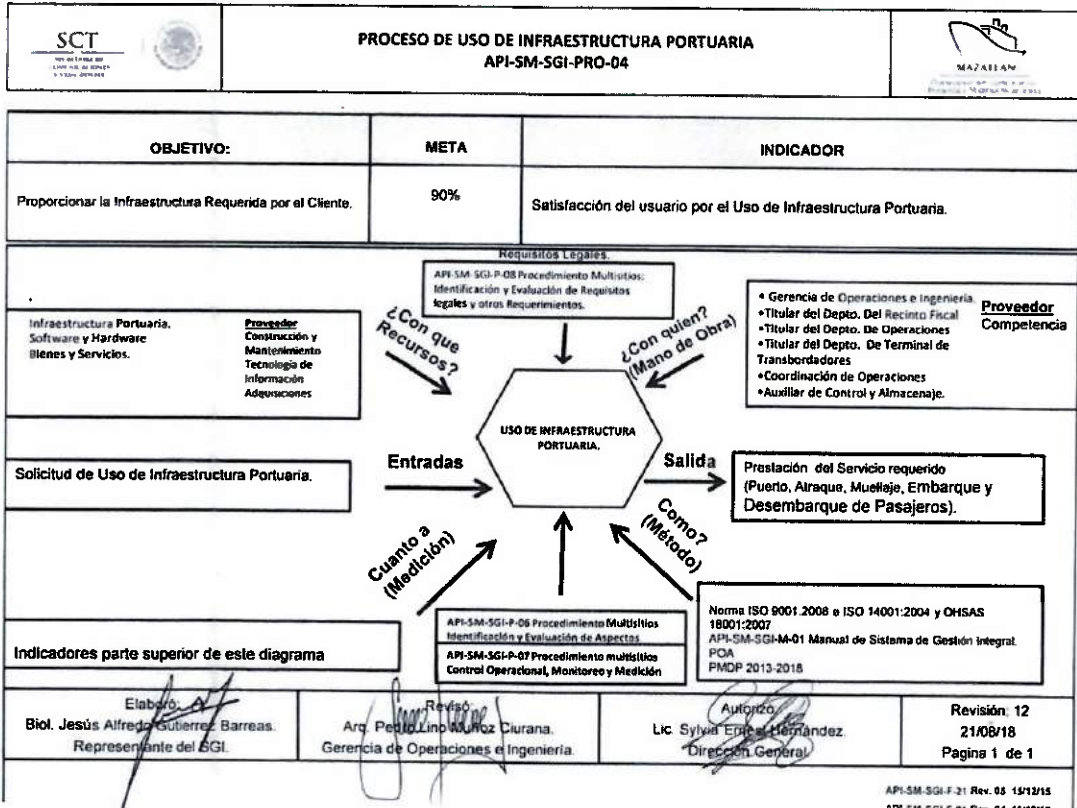 SCT
PROCESO DE USO DE INFRAESTRUCTURA PORTUARIA
API-SM-SGI-PRO-04
MAZATLAN
OBJETIVO:
META
INDICADOR
Proporcionar la Infraestructura Requerida por el Cliente.
90%
Satisfacción del usuario por el Uso de Infraestructura Portuaria.
Requisitos Legales.
API-SM-SGI-P-08 Procedimiento Multisitios:
Identificación y Evaluación de Requisitos
legales y otros Requerimientos.
Infraestructura Portuaria.
Software y Hardware
Bienes y Servicios.
Proveedor
Construcción y
Mantenimiento
Tecnología de
Información
Adquisiciones
¿Con que
Recursos?
¿Con quien?
(Mano de Obra)
• Gerencia de Operaciones e Ingeniería.
•Titular del Depto. Del Recinto Fiscal
•Titular del Depto. De Operaciones
•Titular del Depto. De Terminal de
Transbordadores
•Coordinación de Operaciones
•Auxiliar de Control y Almacenaje.
Proveedor
Competencia
USO DE INFRAESTRUCTURA
PORTUARIA.
Solicitud de Uso de Infraestructura Portuaria.
Entradas
Salida
Prestación del Servicio requerido
(Puerto, Atraque, Muellaje, Embarque y
Desembarque de Pasajeros).
Cuanto a
(Medición)
Como?
(Método)
Indicadores parte superior de este diagrama
API-SM-SGI-P-06 Procedimiento Multisitios
Identificación y Evaluación de Aspectos
API-SM-SGI-P-07 Procedimiento multisitios
Control Operacional, Monitoreo y Medición
Norma ISO 9001.2008 e ISO 14001:2004 y OHSAS
18001:2007
API-SM-SGI-M-01 Manual de Sistema de Gestión Integral.
POA
PMDP 2013-2018
Elaboró:
Biol. Jesús Alfredo Gutierrez Barreas.
Representante del SGI.
Revisó:
Arq. Pedro Lino Muñoz Ciurana.
Gerencia de Operaciones e Ingeniería.
Autorizó
Lic. Sylvia Hernández.
Dirección General
Revisión: 12
21/08/18
Pagina 1 de 1
API-SM-SGI-F-21 Rev. 03 15/12/15